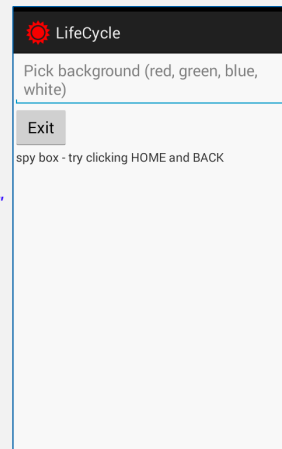 LifeCycle
Pick background (red, green, blue,
white)
Exit
spy box - try clicking HOME and BACK
"